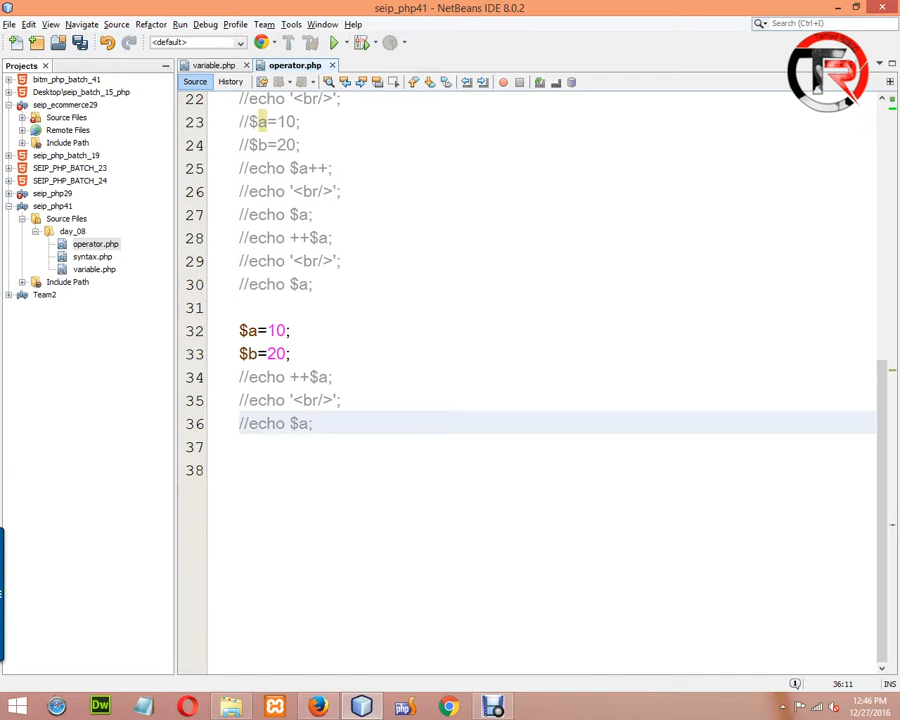 seip_php41 - NetBeans IDE 8.0.2
File Edit View Navigate Source Refactor Run Debug Profile Team Tools Window Help
Search (Ctrl+I)
<default>
Projects
variable.php operator.php
Source History
bitm_php_batch_41
Desktop\seip_batch_15_php
seip_ecommerce29
Source Files
Remote Files
Include Path
seip_php_batch_19
SEIP_PHP_BATCH_23
SEIP_PHP_BATCH_24
seip_php29
seip_php41
Source Files
day_08
operator.php
syntax.php
variable.php
Include Path
Team2
22 //echo '<br/>';
23 //$a=10;
24 //$b=20;
25 //echo $a++;
26 //echo '<br/>';
27 //echo $a;
28 //echo ++$a;
29 //echo '<br/>';
30 //echo $a;
31
32 $a=10;
33 $b=20;
34 //echo ++$a;
35 //echo '<br/>';
36 //echo $a;
37
38
36:11 INS
Dw php
12:46 PM
12/27/2016